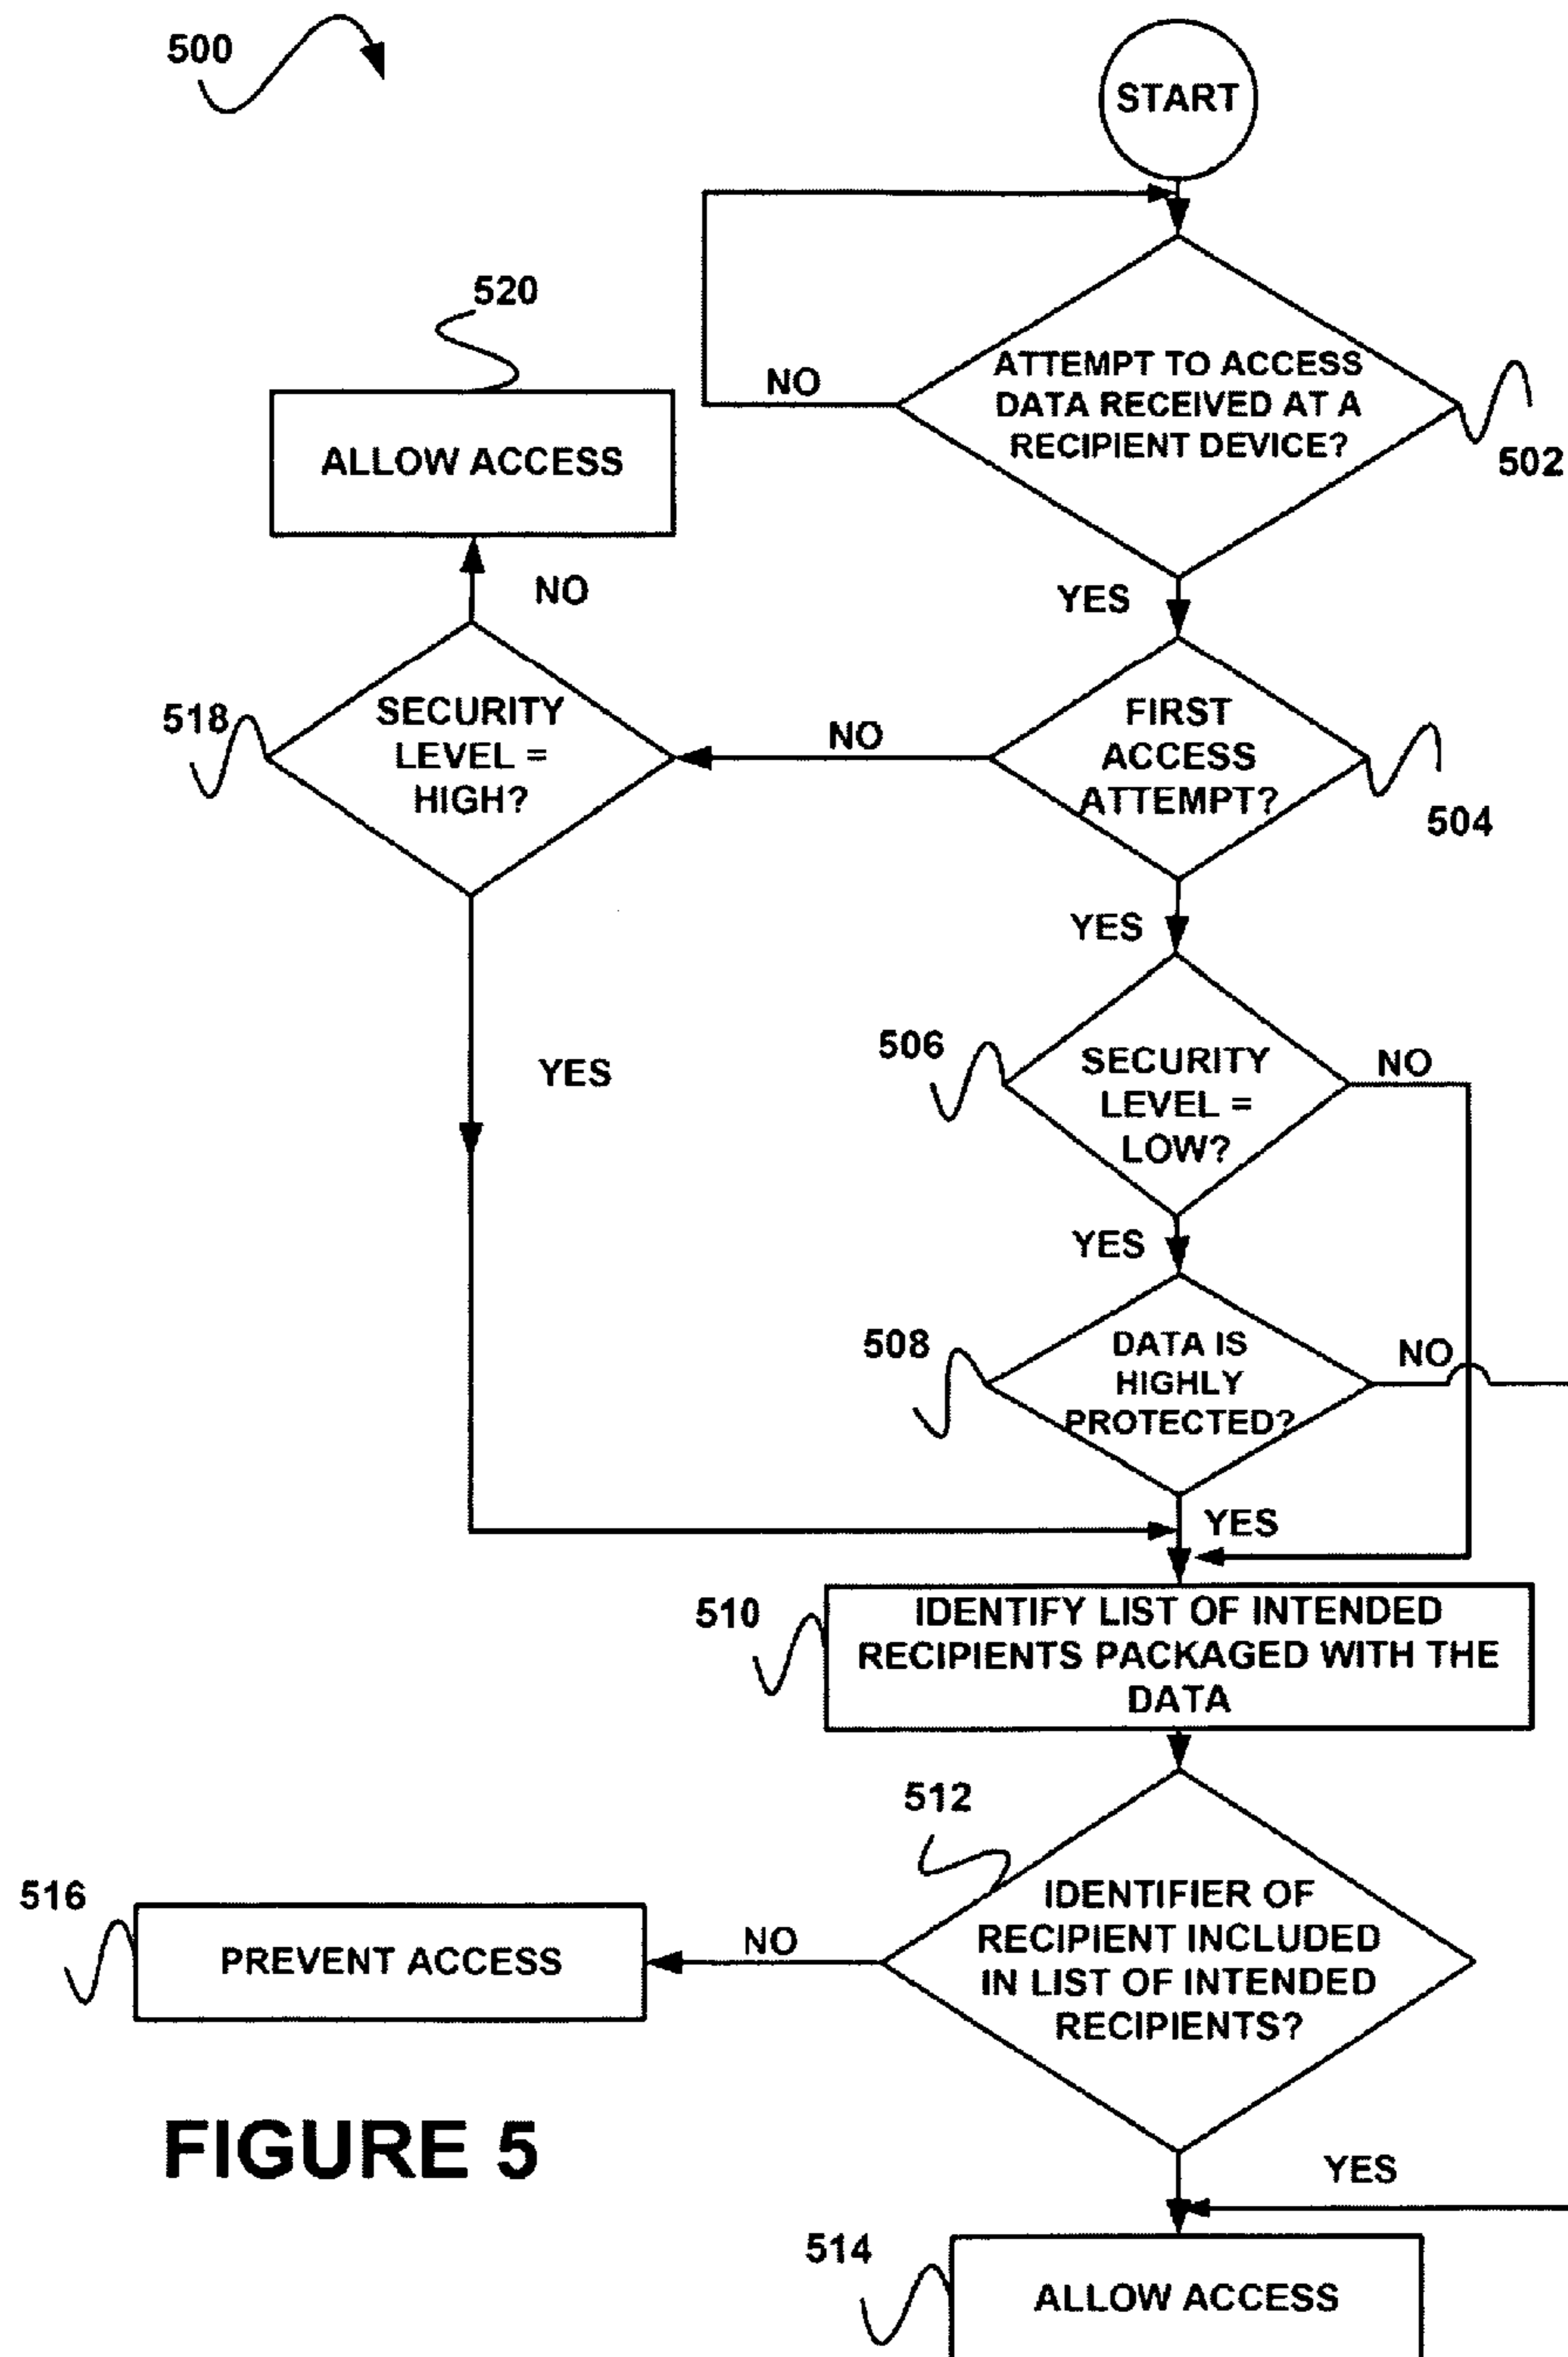 500
START
520
NO
ATTEMPT TO ACCESS
DATA RECEIVED AT A
RECIPIENT DEVICE?
502
ALLOW ACCESS
NO
YES
518
SECURITY
LEVEL =
HIGH?
NO
FIRST
ACCESS
ATTEMPT?
504
YES
506
SECURITY
LEVEL =
LOW?
NO
YES
YES
508
DATA IS
HIGHLY
PROTECTED?
NO
YES
510
IDENTIFY LIST OF INTENDED
RECIPIENTS PACKAGED WITH THE
DATA
512
IDENTIFIER OF
RECIPIENT INCLUDED
IN LIST OF INTENDED
RECIPIENTS?
516
PREVENT ACCESS
NO
FIGURE 5
YES
514
ALLOW ACCESS